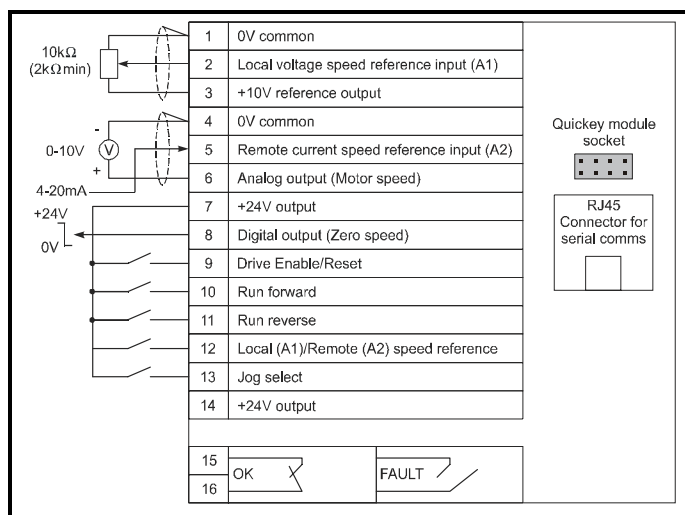 10kΩ
(2kΩmin)
1 0V common
2 Local voltage speed reference input (A1)
3 +10V reference output
4 0V common
5 Remote current speed reference input (A2)
6 Analog output (Motor speed)
7 +24V output
8 Digital output (Zero speed)
9 Drive Enable/Reset
10 Run forward
11 Run reverse
12 Local (A1)/Remote (A2) speed reference
13 Jog select
14 +24V output
15
16
OK
FAULT
-
0-10V
V
+
4-20mA
+24V
0V
Quickey module
socket
RJ45
Connector for
serial comms